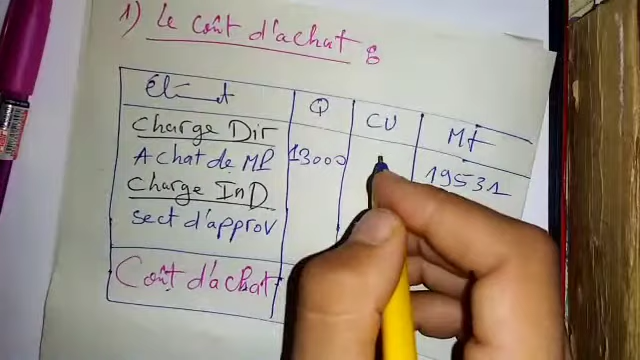 1) Le coût d'achat
Élt Q CU Mt
Charge Dir
Achat de MP 13000 19531
Charge InD
sect d'approv
Coût d'achat